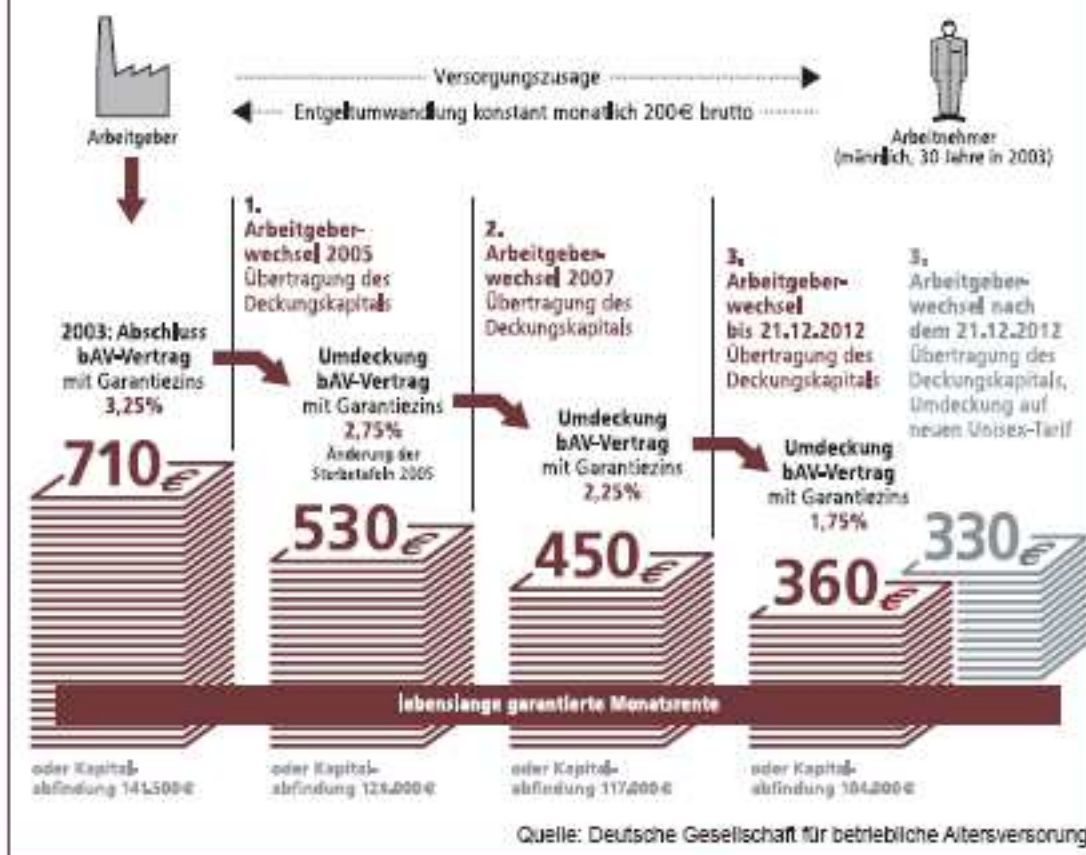 Versorgungszusage
Entgeltumwandlung konstant monatlich 200€ brutto
Arbeitgeber
Arbeitnehmer
(männlich, 30 Jahre in 2003)
2003: Abschluss
bAV-Vertrag
mit Garantiezins
3,25%
710€
oder Kapital-
abfindung 141.500€
1.
Arbeitgeber-
wechsel 2005
Übertragung des
Deckungskapitals
Umdeckung
bAV-Vertrag
mit Garantiezins
2,75%
Änderung der
Sterbetafeln 2005
530€
oder Kapital-
abfindung
2.
Arbeitgeber-
wechsel 2007
Übertragung des
Deckungskapitals
Umdeckung
bAV-Vertrag
mit Garantiezins
2,25%
450€
oder Kapital-
abfindung 117.000€
3.
Arbeitgeber-
wechsel
bis 21.12.2012
Übertragung des
Deckungskapitals
Umdeckung
bAV-Vertrag
mit Garantiezins
1,75%
360€
oder Kapital-
abfindung 104.000€
3.
Arbeitgeber-
wechsel nach
dem 21.12.2012
Übertragung des
Deckungskapitals,
Umdeckung auf
neuen Unisex-Tarif
330€
lebenslange garantierte Monatsrente
Quelle: Deutsche Gesellschaft für betriebliche Altersversorung